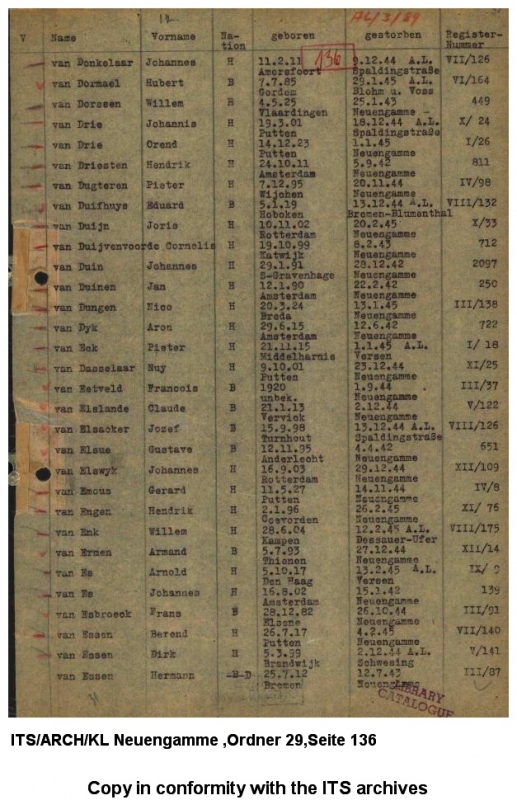 AL/3/89
V Name Vorname Na-tion geboren gestorben Register-Nummer
136
van Donkelaar Johannes H 11.2.11 9.12.44 A.L. VII/126
Amersfoort Spaldingstraße
van Dormael Hubert B 7.7.85 29.1.45 A.L. VI/164
Gorden Blohm u. Voss
van Dorssen Willem B 4.5.25 25.1.43 449
Vlaardingen Neuengamme -
van Drie Johannis H 19.3.01 18.12.44 A.L. X/ 24
Putten Spaldingstraße
van Drie Orend H 14.12.23 1.1.45 I/26
Putten Neuengamme
van Driesten Hendrik H 24.10.11 5.9.42 811
Amsterdam Neuengamme
van Dugteren Pieter H 7.12.95 20.11.44 IV/98
Wijchen Neuengamme
van Duifhuys Eduard B 5.1.19 13.12.44 A.L. VIII/132
Hoboken Bremen-Blumenthal
van Duijn Joris H 10.11.02 20.2.45 X/33
Rotterdam Neuengamme
van Duijvenvoorde Cornelis H 19.10.99 8.2.43 712
Katwijk Neuengamme
van Duin Johannes H 29.1.91 28.12.42 2097
S-Gravenhage Neuengamme
van Duinen Jan H 12.1.90 22.2.42 250
Amsterdam Neuengamme
van Dungen Nico H 20.3.24 13.1.45 III/138
Breda Neuengamme
van Dyk Aron H 29.6.15 12.6.42 722
Amsterdam Neuengamme
van Eck Pieter H 21.11.15 1.1.45 A.L. I/ 18
Middelharnis Versen
van Dasselaar Nuy H 9.10.01 23.12.44 XI/25
Putten Neuengamme
van Eetveld Francois B 1920 1.9.44 III/37
unbek. Neuengamme
van Elslande Claude B 21.1.13 2.12.44 V/122
Vervick Neuengamme
van Elsacker Jozef B 15.9.98 13.12.44 A.L. VIII/126
Turnhout Spaldingstraße
van Elsue Gustave B 12.11.95 4.4.42 651
Anderlecht Neuengamme
van Elswyk Johannes H 16.9.03 29.12.44 XII/109
Rotterdam Neuengamme
van Emous Gerard H 11.5.27 14.11.44 IV/8
Putten Neuengamme
van Engen Hendrik H 2.1.96 26.2.45 XI/ 76
Coevorden Neuengamme
van Enk Willem H 28.6.04 12.2.45 A.L. VIII/175
Kampen Dessauer-Ufer
van Ermen Armand B 5.7.93 27.12.44 XII/14
Thienen Neuengamme
van Es Arnold H 5.10.17 13.2.45 A.L. IX/ 9
Den Haag Versen
van Es Johannes H 16.8.02 15.1.42 139
Amsterdam Neuengamme
van Esbroeck Frans B 28.12.82 26.10.44 III/91
Elsene Neuengamme
van Essen Berend H 26.7.17 4.2.45 VII/140
Putten Neuengamme
van Essen Dirk H 5.3.99 2.12.44 A.L. V/141
Brandwijk Schwesing
van Essen Hermann -B-D 25.7.12 12.7.43 III/87
Bremen Neuengamme
LIBRARY
CATALOGUE
ITS/ARCH/KL Neuengamme ,Ordner 29,Seite 136
Copy in conformity with the ITS archives